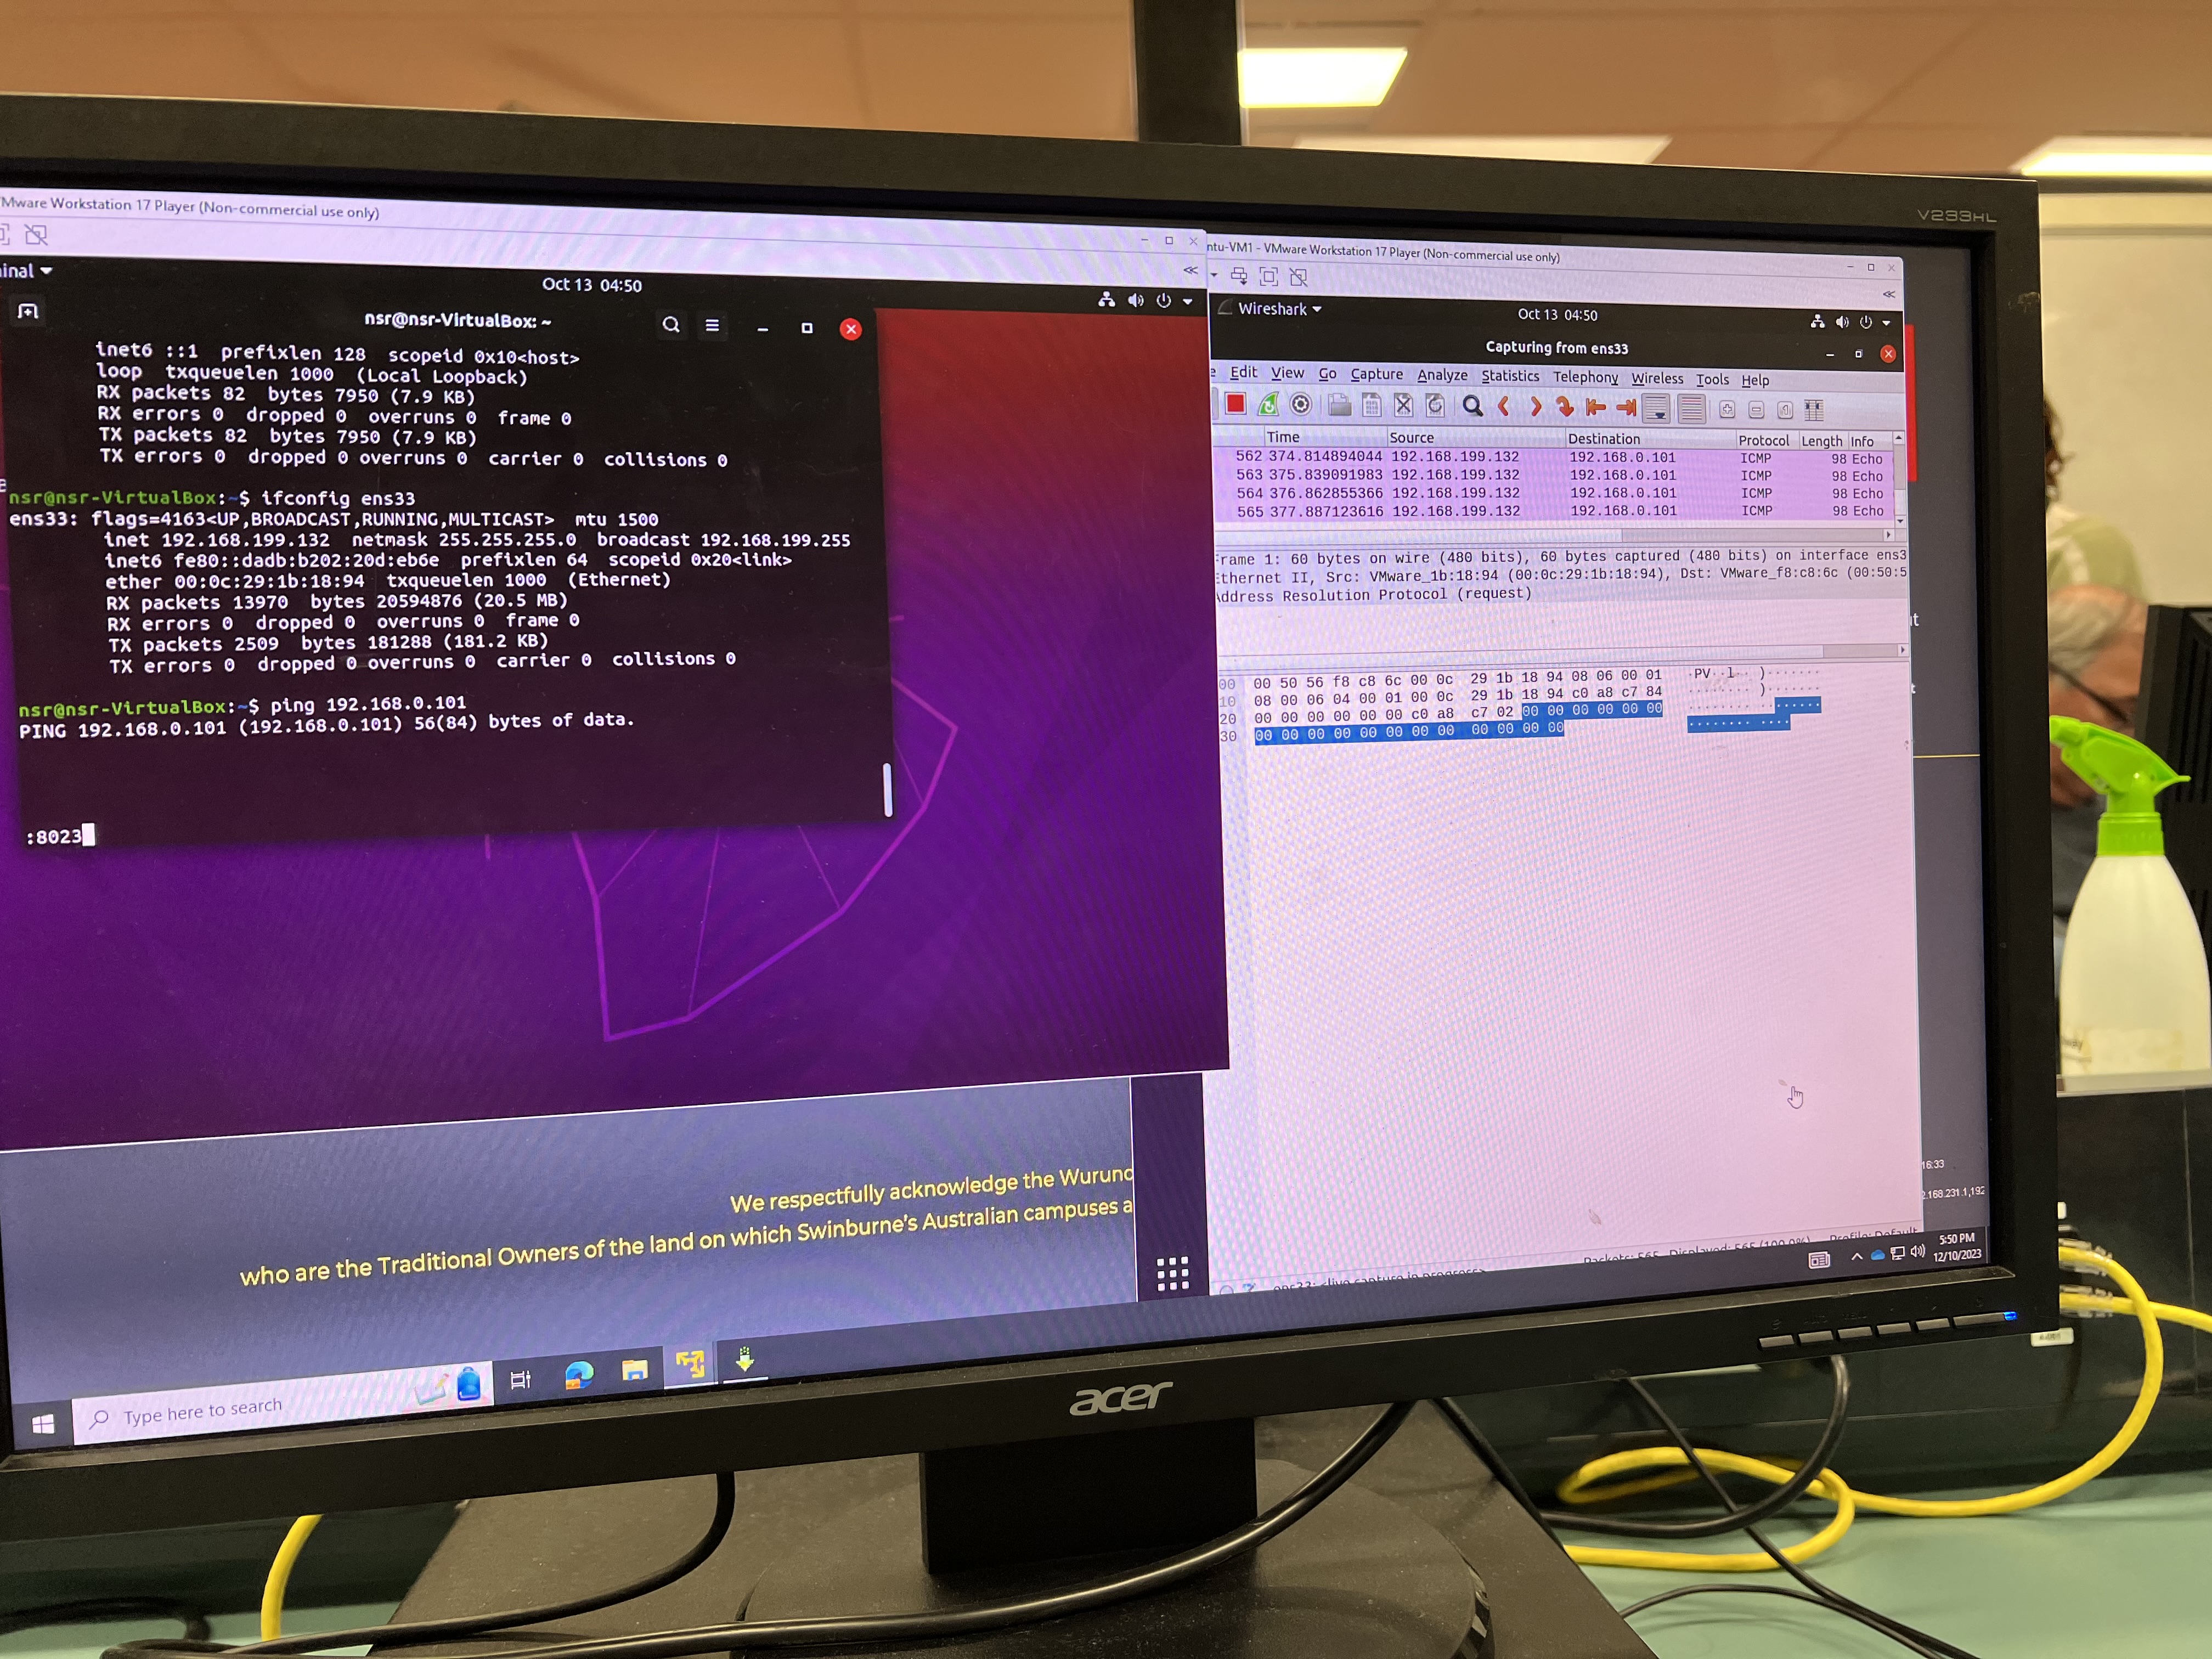 V233HL
Mware Workstation 17 Player (Non-commercial use only)
inal
Oct 13 04:50
nsr@nsr-VirtualBox: ~
inet6 ::1 prefixlen 128 scopeid 0x10<host>
loop txqueuelen 1000 (Local Loopback)
RX packets 82 bytes 7950 (7.9 KB)
RX errors 0 dropped 0 overruns 0 frame 0
TX packets 82 bytes 7950 (7.9 KB)
TX errors 0 dropped 0 overruns 0 carrier 0 collisions 0
nsr@nsr-VirtualBox:~$ ifconfig ens33
ens33: flags=4163<UP,BROADCAST,RUNNING,MULTICAST> mtu 1500
inet 192.168.199.132 netmask 255.255.255.0 broadcast 192.168.199.255
inet6 fe80::dadb:b202:20d:eb6e prefixlen 64 scopeid 0x20<link>
ether 00:0c:29:1b:18:94 txqueuelen 1000 (Ethernet)
RX packets 13970 bytes 20594876 (20.5 MB)
RX errors 0 dropped 0 overruns 0 frame 0
TX packets 2509 bytes 181288 (181.2 KB)
TX errors 0 dropped 0 overruns 0 carrier 0 collisions 0
nsr@nsr-VirtualBox:~$ ping 192.168.0.101
PING 192.168.0.101 (192.168.0.101) 56(84) bytes of data.
:8023
ntu-VM1 - VMware Workstation 17 Player (Non-commercial use only)
Wireshark
Oct 13 04:50
Capturing from ens33
e Edit View Go Capture Analyze Statistics Telephony Wireless Tools Help
Time Source Destination Protocol Length Info
562 374.814894044 192.168.199.132 192.168.0.101 ICMP 98 Echo
563 375.839091983 192.168.199.132 192.168.0.101 ICMP 98 Echo
564 376.862855366 192.168.199.132 192.168.0.101 ICMP 98 Echo
565 377.887123616 192.168.199.132 192.168.0.101 ICMP 98 Echo
Frame 1: 60 bytes on wire (480 bits), 60 bytes captured (480 bits) on interface ens3
Ethernet II, Src: VMware_1b:18:94 (00:0c:29:1b:18:94), Dst: VMware_f8:c8:6c (00:50:5
Address Resolution Protocol (request)
00 00 50 56 f8 c8 6c 00 0c 29 1b 18 94 08 06 00 01 ·PV··l·· )·······
10 08 00 06 04 00 01 00 0c 29 1b 18 94 c0 a8 c7 84 ········ )·······
20 00 00 00 00 00 00 c0 a8 c7 02 00 00 00 00 00 00 ········ ········
30 00 00 00 00 00 00 00 00 00 00 00 00 ········ ····
Packets: 565 Displayed: 565 (100.0%) Profile: Default
ens33: <live capture in progress>
t
t
16:33
2.168.231.1,192
We respectfully acknowledge the Wurund
who are the Traditional Owners of the land on which Swinburne's Australian campuses a
Type here to search
5:50 PM
12/10/2023
acer